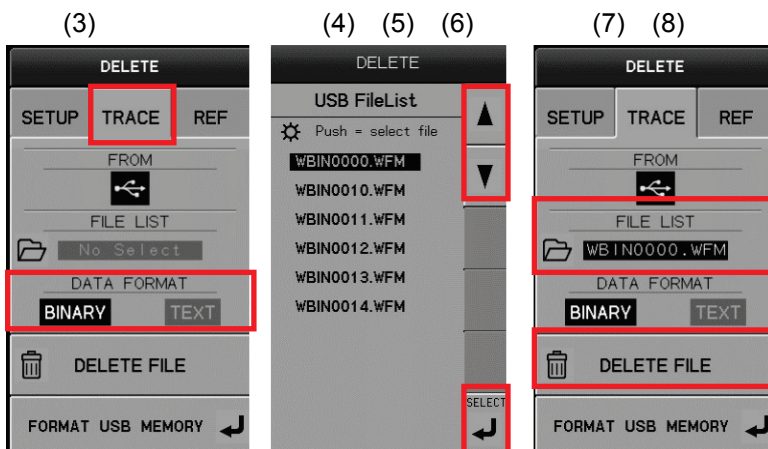 (3)
DELETE
SETUP TRACE REF
FROM
FILE LIST
No Select
DATA FORMAT
BINARY TEXT
DELETE FILE
FORMAT USB MEMORY
(4) (5) (6)
DELETE
USB FileList
Push = select file
WBIN0000.WFM
WBIN0010.WFM
WBIN0011.WFM
WBIN0012.WFM
WBIN0013.WFM
WBIN0014.WFM
SELECT
(7) (8)
DELETE
SETUP TRACE REF
FROM
FILE LIST
WBIN0000.WFM
DATA FORMAT
BINARY TEXT
DELETE FILE
FORMAT USB MEMORY